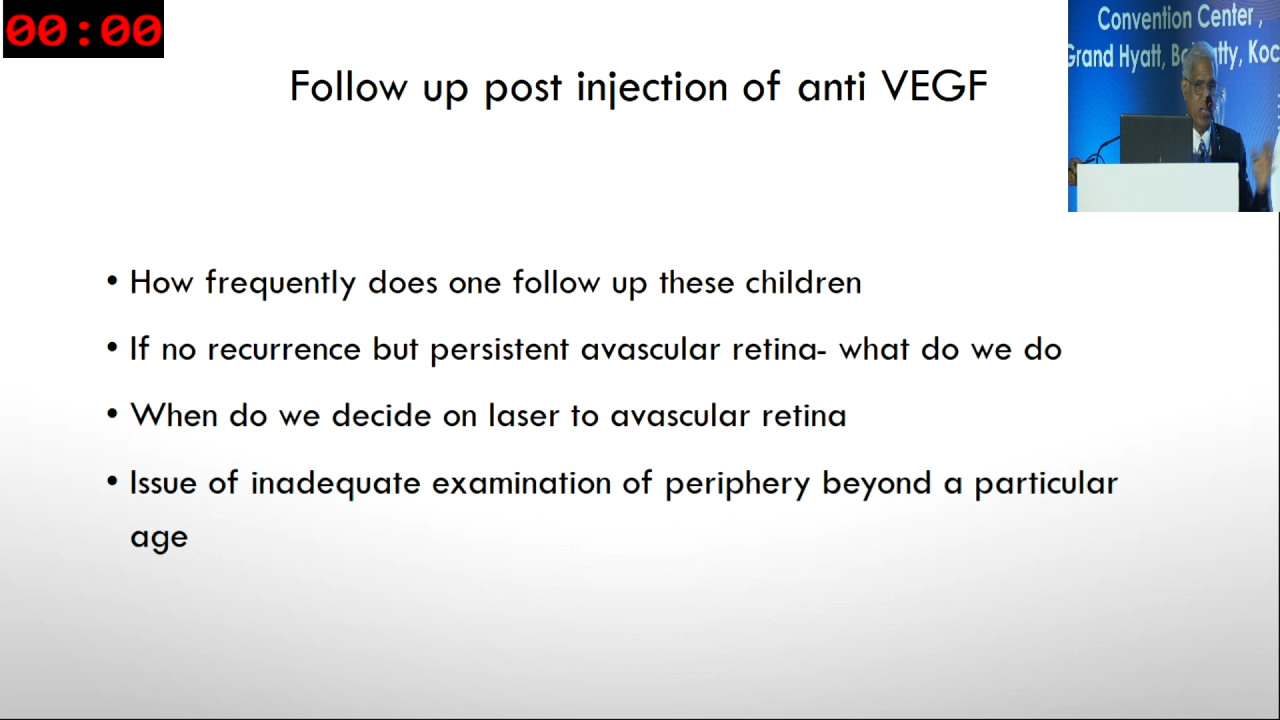 00:00
Convention Center ,
Grand Hyatt,
Follow up post injection of anti VEGF
• How frequently does one follow up these children
• If no recurrence but persistent avascular retina- what do we do
• When do we decide on laser to avascular retina
• Issue of inadequate examination of periphery beyond a particular
age